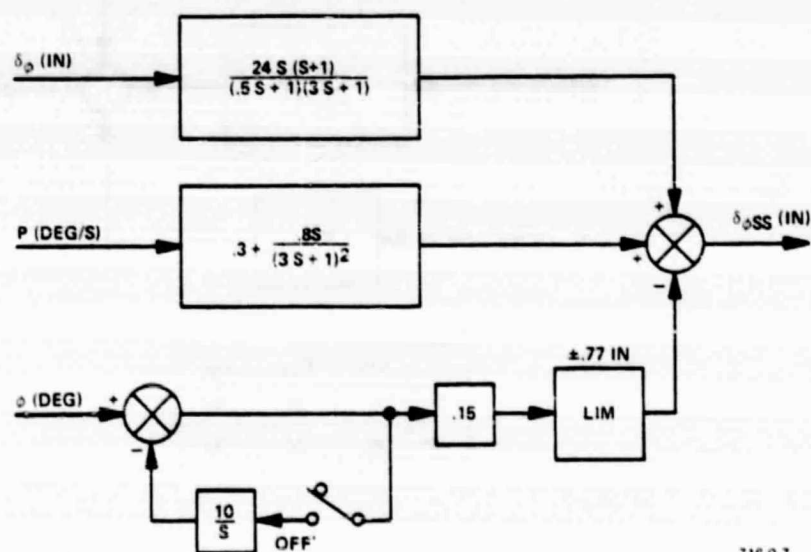 δφ (IN)
24 S (S+1)
(.5 S + 1)(3 S + 1)
P (DEG/S)
.3 + .8S
(3 S + 1)²
+
+
−
δφSS (IN)
±.77 IN
φ (DEG)
+
−
.15
LIM
10
S
OFF